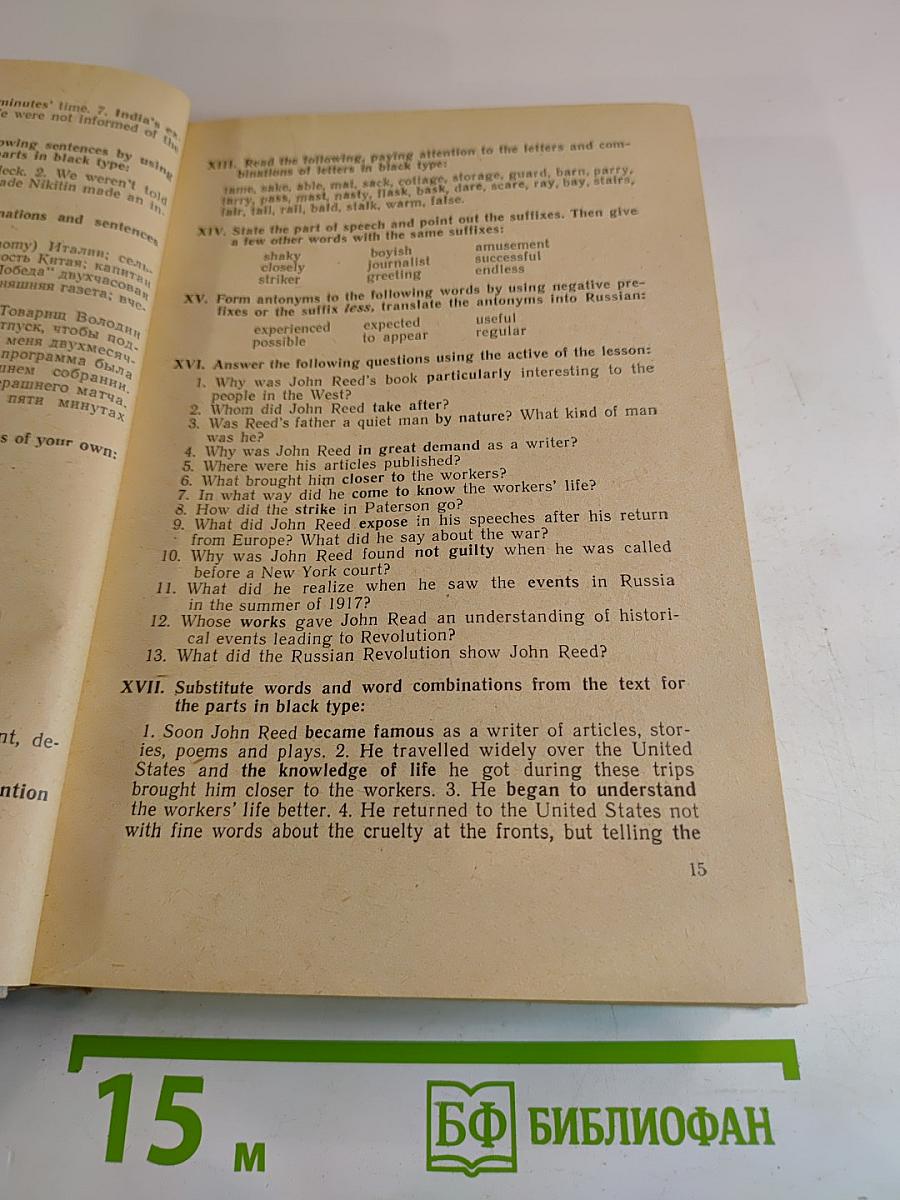 minutes' time. 7. India's ex-
e were not informed of the
owing sentences by using
parts in black type:
deck. 2. We weren't told
ade Nikitin made an in-
nations and sentences
Италии; сель-
ость Китая; капитан
Победа" двухчасовая
няшняя газета; вче-
Товарищ Володин
тпуск, чтобы под-
меня двухмесяч-
программа была
нем собрании.
ерашнего матча.
пяти минутах
s of your own:
nt, de-
ntion
XIII. Read the following, paying attention to the letters and com-
binations of letters in black type:
tame, sake, able, mat, sack, cottage, storage, guard, barn, parry,
tarry, pass, mast, nasty, flask, bask, dare, scare, ray, bay, stairs,
fair, tail, rail, bald, stalk, warm, false.
XIV. State the part of speech and point out the suffixes. Then give
a few other words with the same suffixes:
shaky boyish amusement
closely journalist successful
striker greeting endless
XV. Form antonyms to the following words by using negative pre-
fixes or the suffix less, translate the antonyms into Russian:
experienced expected useful
possible to appear regular
XVI. Answer the following questions using the active of the lesson:
1. Why was John Reed's book particularly interesting to the
people in the West?
2. Whom did John Reed take after?
3. Was Reed's father a quiet man by nature? What kind of man
was he?
4. Why was John Reed in great demand as a writer?
5. Where were his articles published?
6. What brought him closer to the workers?
7. In what way did he come to know the workers' life?
8. How did the strike in Paterson go?
9. What did John Reed expose in his speeches after his return
from Europe? What did he say about the war?
10. Why was John Reed found not guilty when he was called
before a New York court?
11. What did he realize when he saw the events in Russia
in the summer of 1917?
12. Whose works gave John Read an understanding of histori-
cal events leading to Revolution?
13. What did the Russian Revolution show John Reed?
XVII. Substitute words and word combinations from the text for
the parts in black type:
1. Soon John Reed became famous as a writer of articles, stor-
ies, poems and plays. 2. He travelled widely over the United
States and the knowledge of life he got during these trips
brought him closer to the workers. 3. He began to understand
the workers' life better. 4. He returned to the United States not
with fine words about the cruelty at the fronts, but telling the
15
15 м
БФ БИБЛИОФАН